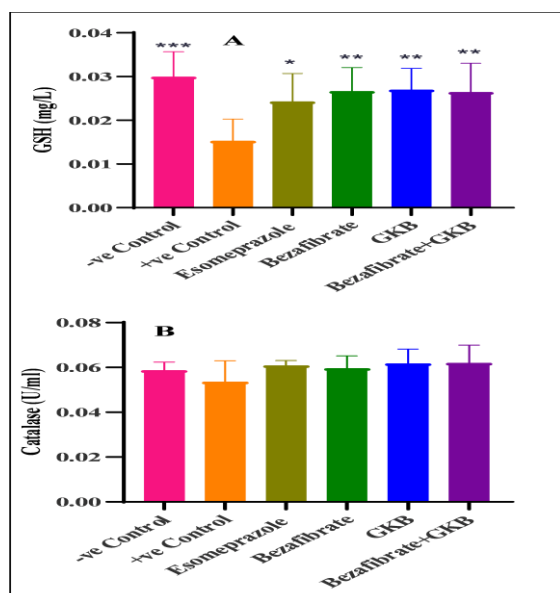 A
GSH (mg/L)
0.04
0.03
0.02
0.01
0.00
***
*
**
**
**
-ve Control
+ve Control
Esomeprazole
Bezafibrate
GKB
Bezafibrate+GKB
B
Catalase (U/ml)
0.08
0.06
0.04
0.02
0.00
-ve Control
+ve Control
Esomeprazole
Bezafibrate
GKB
Bezafibrate+GKB